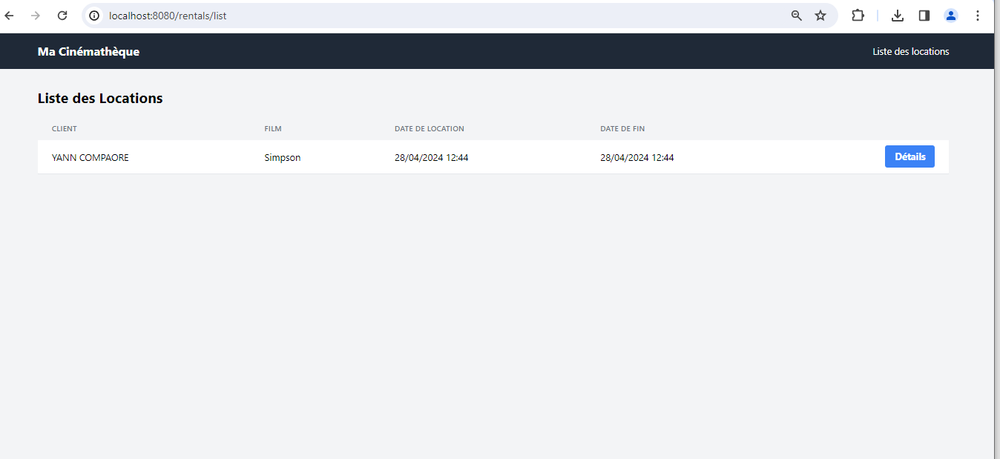 localhost:8080/rentals/list
Ma Cinémathèque Liste des locations
Liste des Locations
CLIENT FILM DATE DE LOCATION DATE DE FIN
YANN COMPAORE Simpson 28/04/2024 12:44 28/04/2024 12:44 Détails